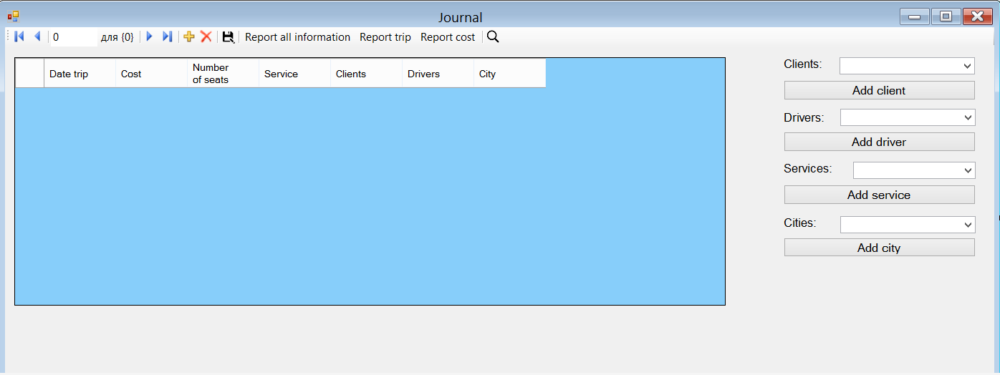 Journal
0 для {0} Report all information Report trip Report cost
Date trip Cost Number of seats Service Clients Drivers City
Clients:
Add client
Drivers:
Add driver
Services:
Add service
Cities:
Add city